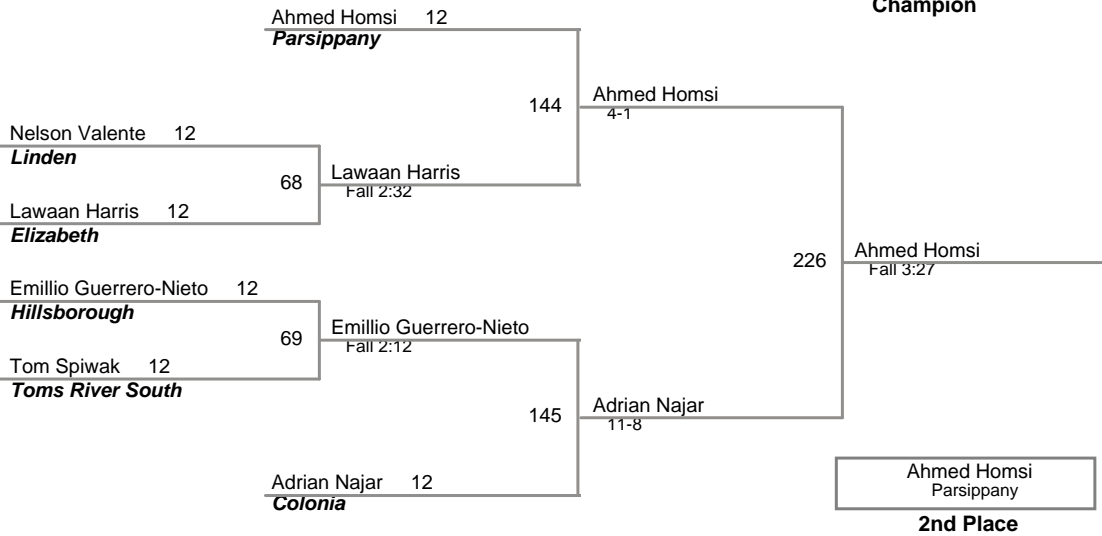 Champion
Ahmed Homsi 12
Parsippany
144
Ahmed Homsi
4-1
Nelson Valente 12
Linden
68
Lawaan Harris
Fall 2:32
Lawaan Harris 12
Elizabeth
226
Ahmed Homsi
Fall 3:27
Emillio Guerrero-Nieto 12
Hillsborough
69
Emillio Guerrero-Nieto
Fall 2:12
Tom Spiwak 12
Toms River South
145
Adrian Najar
11-8
Adrian Najar 12
Colonia
Ahmed Homsi
Parsippany
2nd Place